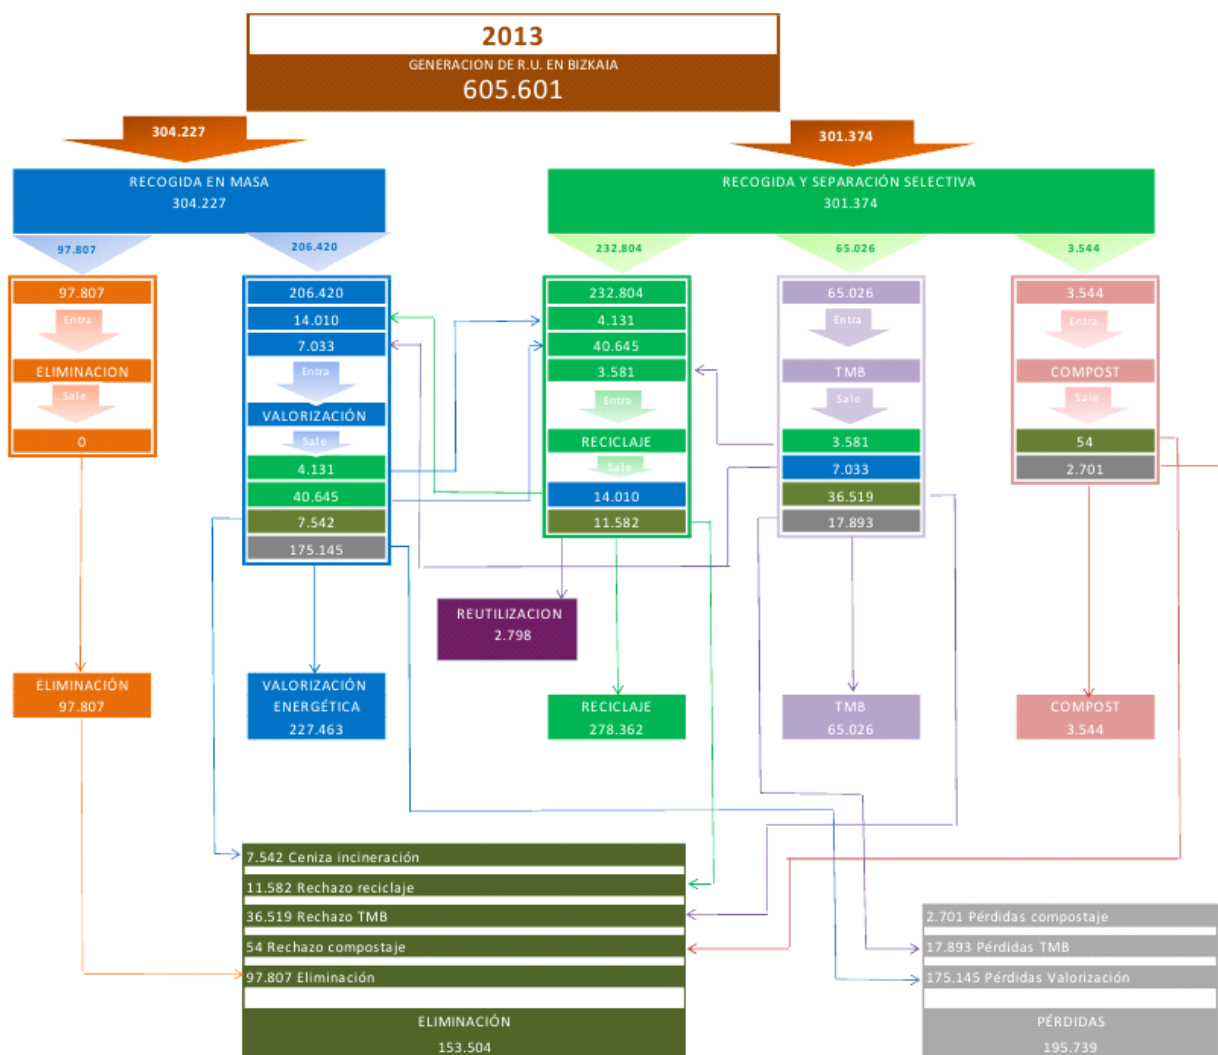 2013
GENERACION DE R.U. EN BIZKAIA
605.601
304.227
301.374
RECOGIDA EN MASA
304.227
RECOGIDA Y SEPARACIÓN SELECTIVA
301.374
97.807
206.420
232.804
65.026
3.544
97.807
Entra
ELIMINACION
Sale
0
206.420
14.010
7.033
Entra
VALORIZACIÓN
Sale
4.131
40.645
7.542
175.145
232.804
4.131
40.645
3.581
Entra
RECICLAJE
Sale
14.010
11.582
65.026
Entra
TMB
Sale
3.581
7.033
36.519
17.893
3.544
Entra
COMPOST
Sale
54
2.701
REUTILIZACION
2.798
ELIMINACIÓN
97.807
VALORIZACIÓN
ENERGÉTICA
227.463
RECICLAJE
278.362
TMB
65.026
COMPOST
3.544
7.542 Ceniza incineración
11.582 Rechazo reciclaje
36.519 Rechazo TMB
54 Rechazo compostaje
97.807 Eliminación
ELIMINACIÓN
153.504
2.701 Pérdidas compostaje
17.893 Pérdidas TMB
175.145 Pérdidas Valorización
PÉRDIDAS
195.739